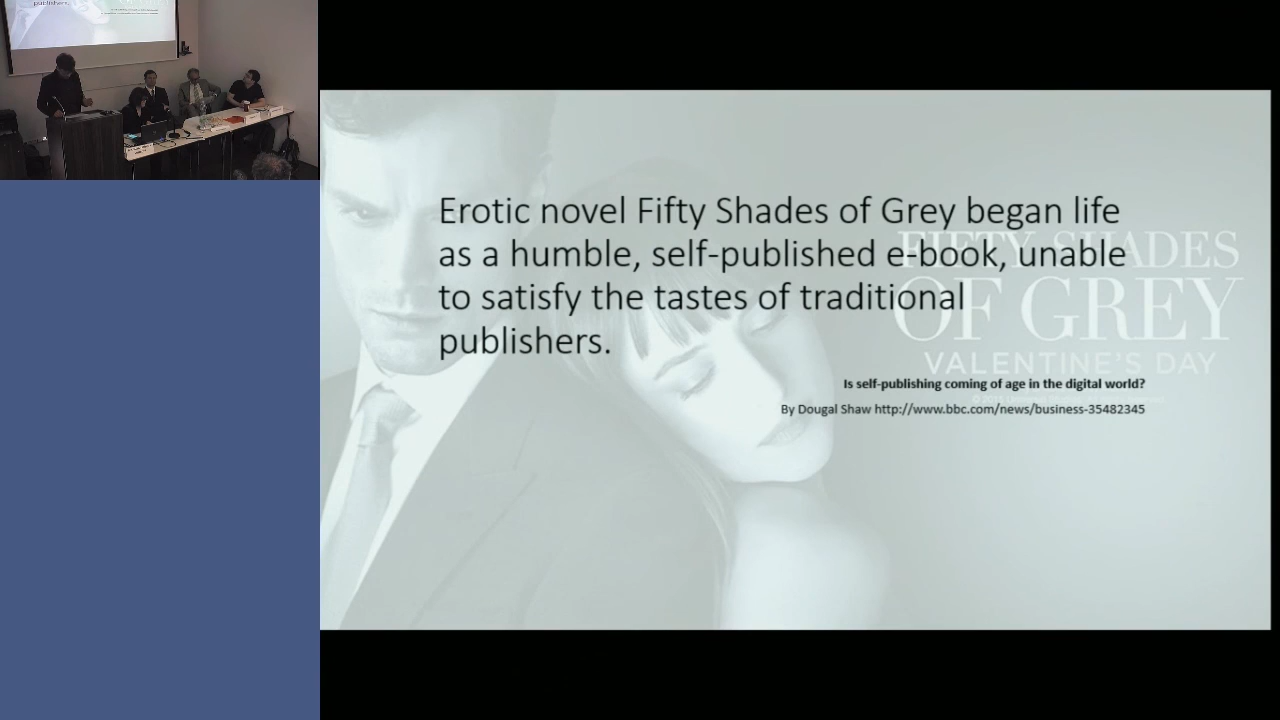 publishers.
Erotic novel Fifty Shades of Grey began life
as a humble, self-published e-book, unable
to satisfy the tastes of traditional
publishers.
FIFTY SHADES
OF GREY
VALENTINE'S DAY
Is self-publishing coming of age in the digital world?
By Dougal Shaw http://www.bbc.com/news/business-35482345